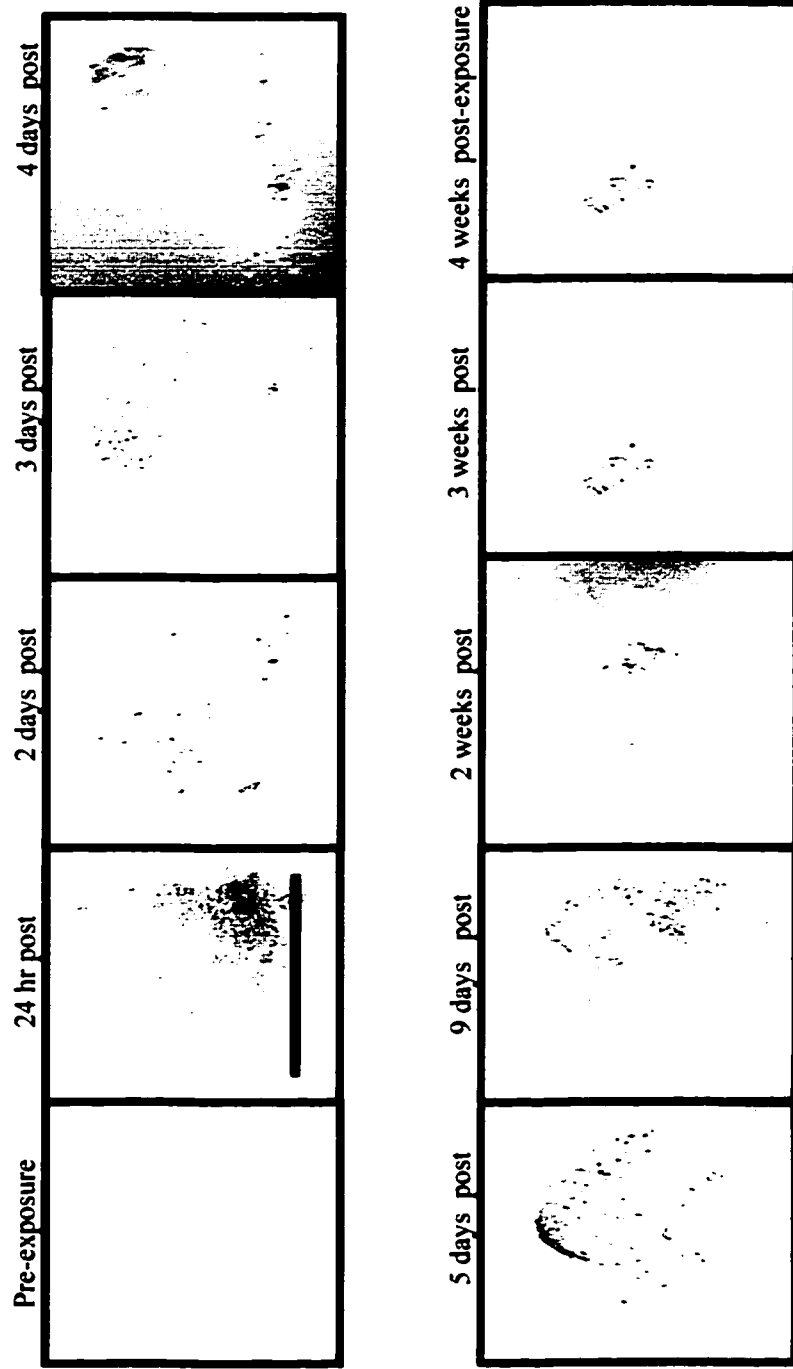 Pre-exposure
24 hr post
2 days post
3 days post
4 days post
5 days post
9 days post
2 weeks post
3 weeks post
4 weeks post-exposure